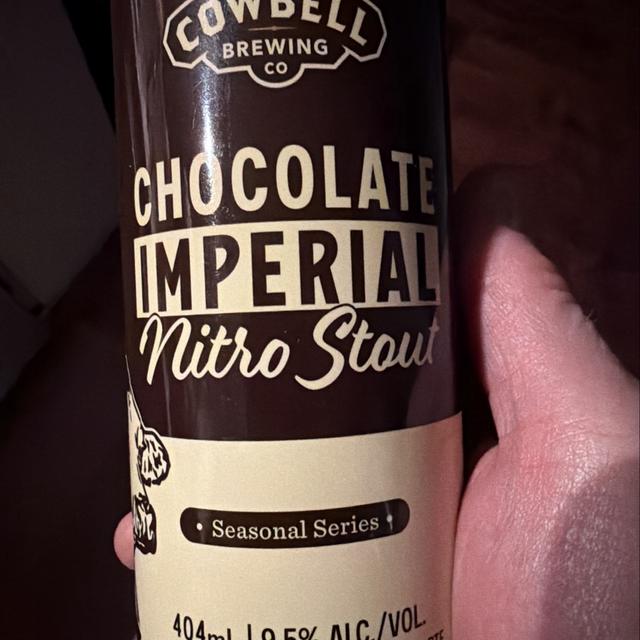 COWBELL
BREWING
CO
CHOCOLATE
IMPERIAL
Nitro Stout
• Seasonal Series •
404mL | 9.5% ALC./VOL.